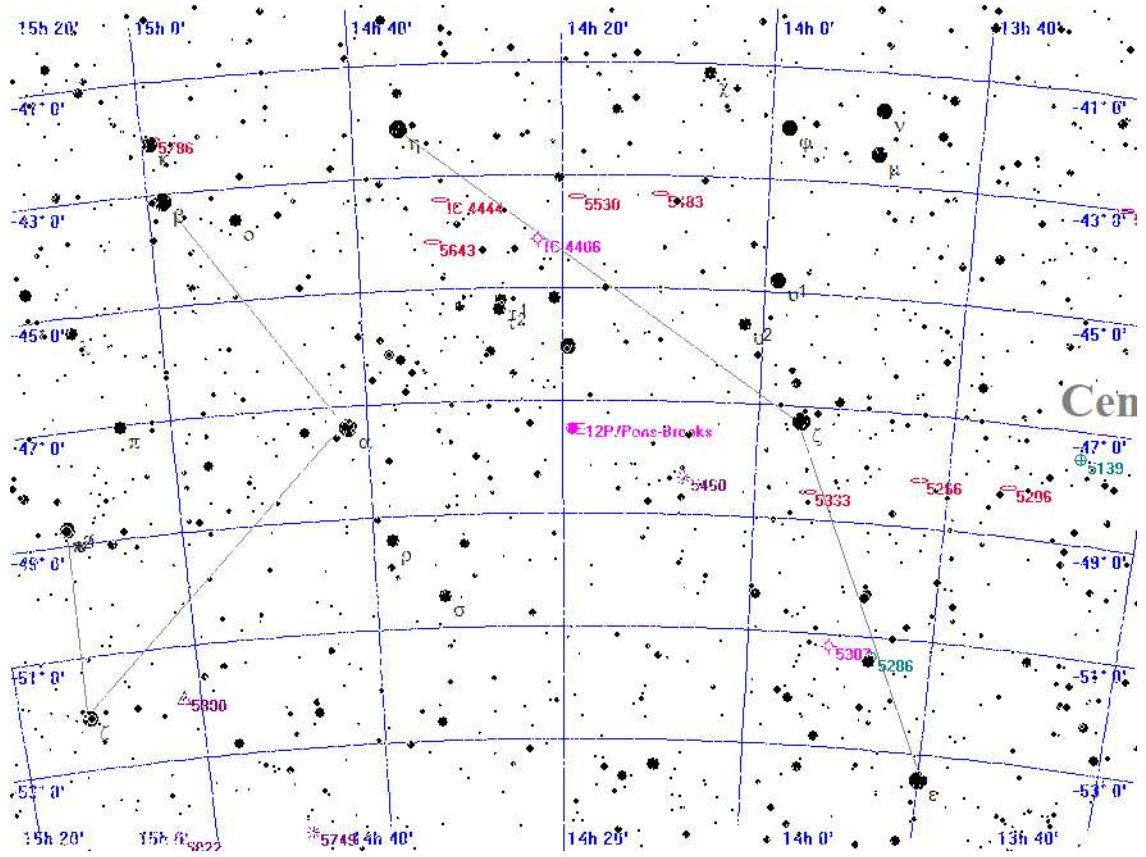 15h 20' 15h 0' 14h 40' 14h 20' 14h 0' 13h 40'
χ
-41° 0' -41° 0'
ν
φ
η
5786
κ
μ
5530 5483
IC 4444
-43° 0' -43° 0'
β ο
5643 IC 4406
υ1
τ1
τ2
-45° 0' υ2 -45° 0'
Cen
π α 12P/Pons-Brooks ζ
-47° 0' -47° 0'
5139
5460 5333 5266 5296
-49° 0' ρ -49° 0'
σ
5307 5286
-51° 0' -51° 0'
5890
ζ
-53° 0' ε -53° 0'
15h 20' 15h 0' 5749 14h 40' 14h 20' 14h 0' 13h 40'
5822